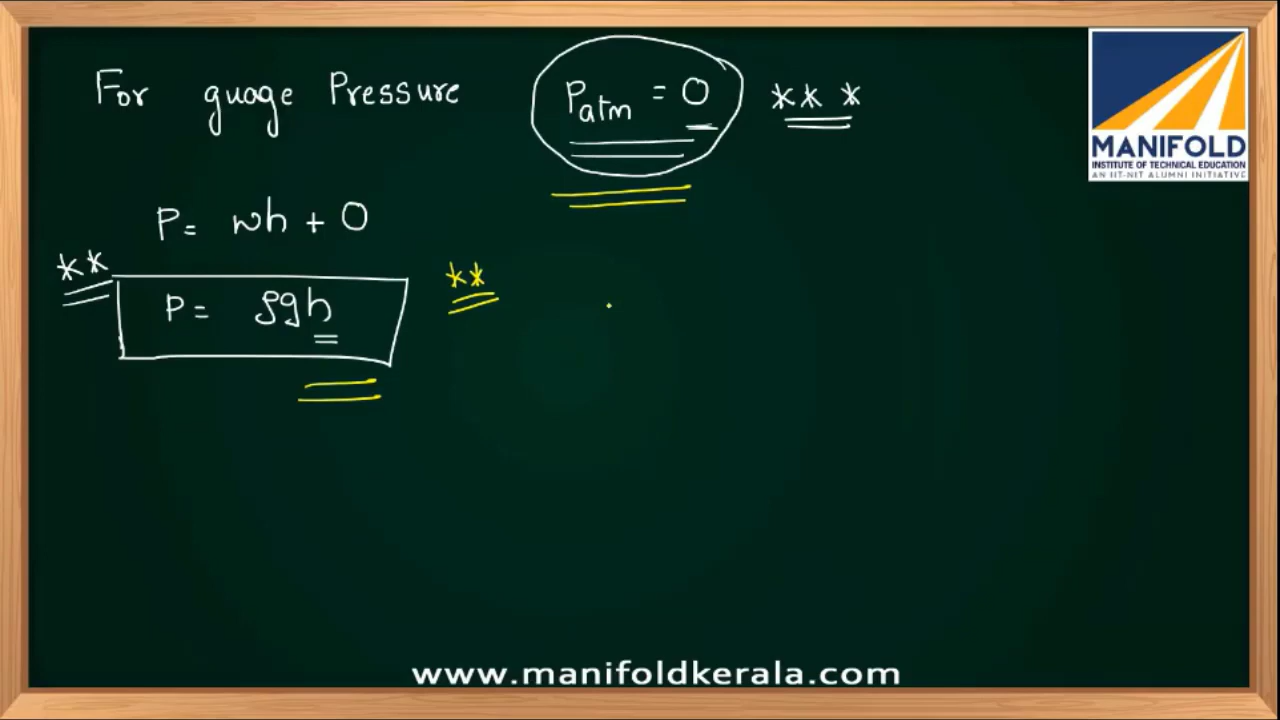 For guage Pressure Patm = 0 ** *
P= wh + 0
**
P= ρgh **
MANIFOLD
INSTITUTE OF TECHNICAL EDUCATION
AN IIT-NIT ALUMNI INITIATIVE
www.manifoldkerala.com